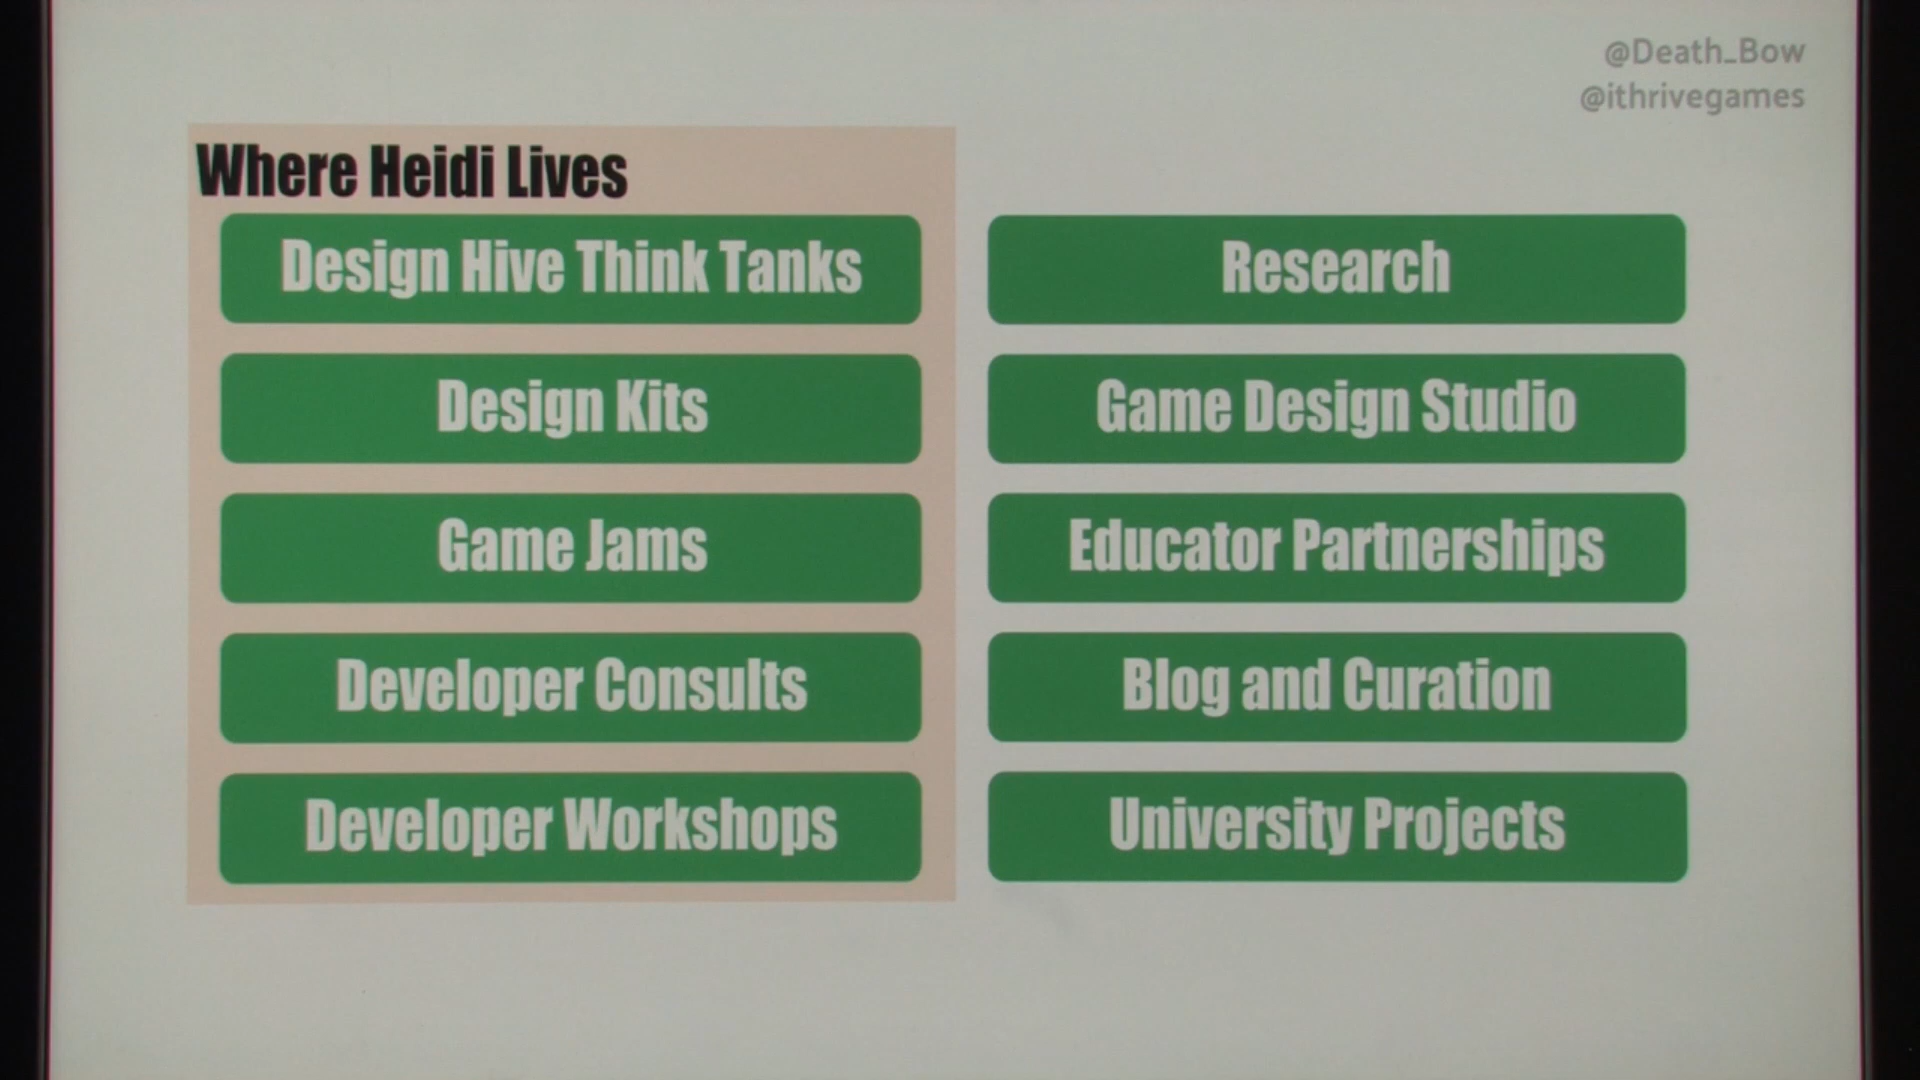 @Death_Bow
@ithrivegames
Where Heidi Lives
Design Hive Think Tanks
Design Kits
Game Jams
Developer Consults
Developer Workshops
Research
Game Design Studio
Educator Partnerships
Blog and Curation
University Projects